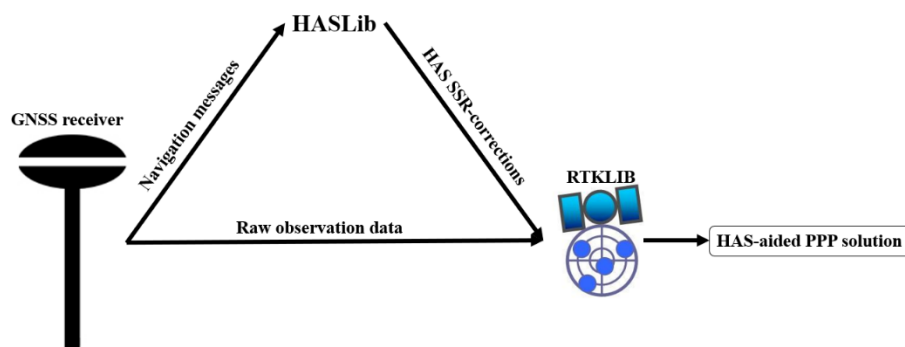 HASLib
GNSS receiver
Navigation messages
HAS SSR-corrections
RTKLIB
Raw observation data
HAS-aided PPP solution